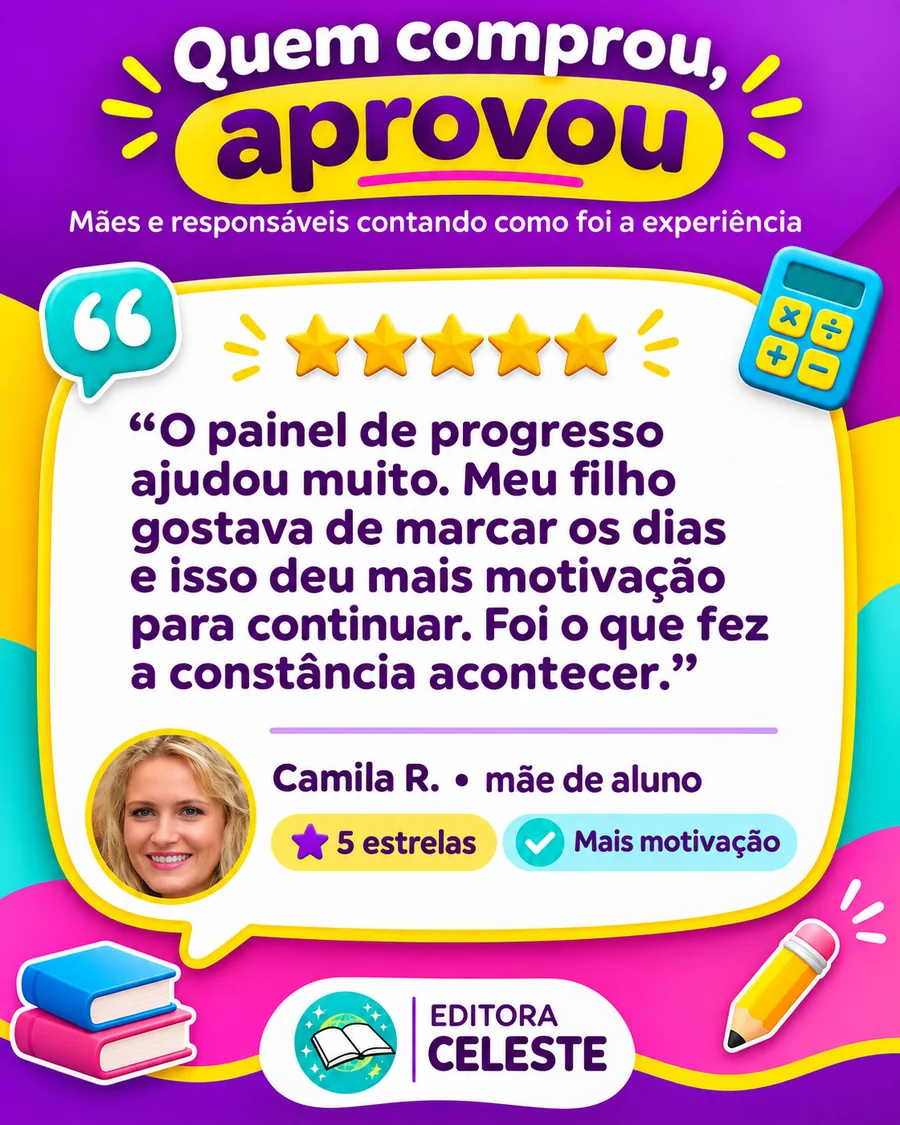 Quem comprou,
aprovou
Mães e responsáveis contando como foi a experiência
“O painel de progresso
ajudou muito. Meu filho
gostava de marcar os dias
e isso deu mais motivação
para continuar. Foi o que fez
a constância acontecer.”
Camila R. • mãe de aluno
5 estrelas
Mais motivação
EDITORA
CELESTE